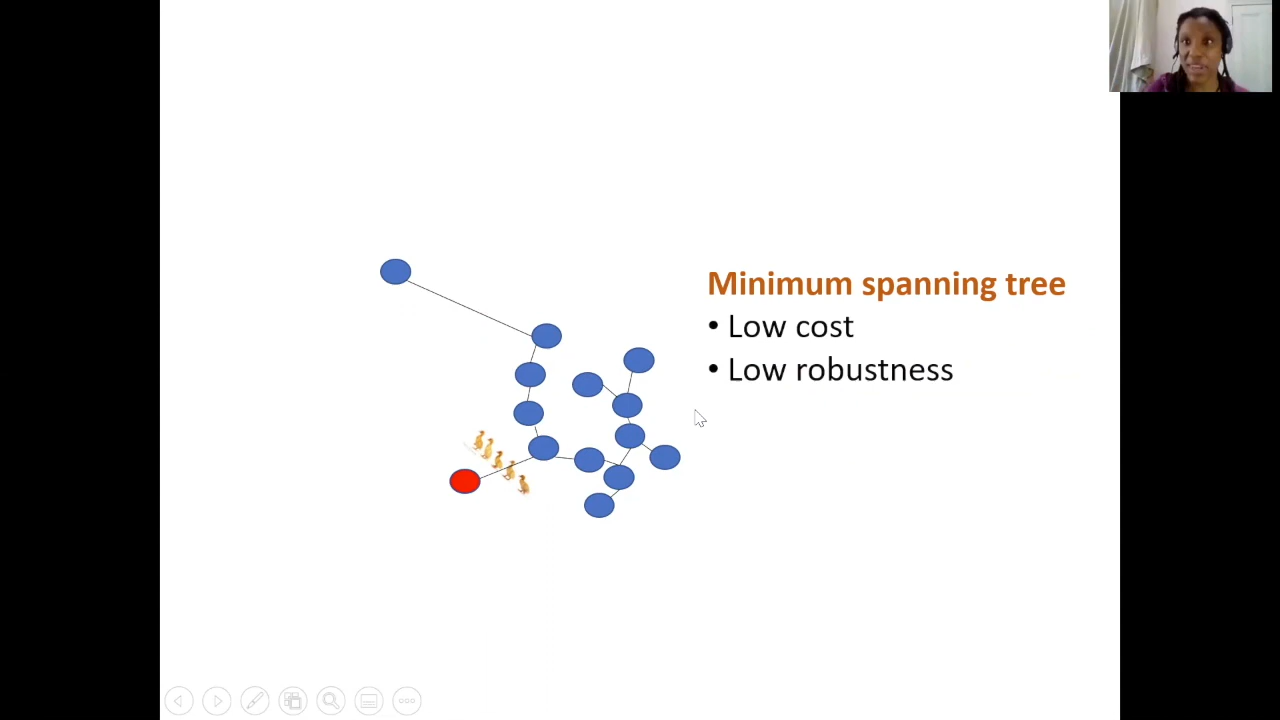 Minimum spanning tree
• Low cost
• Low robustness